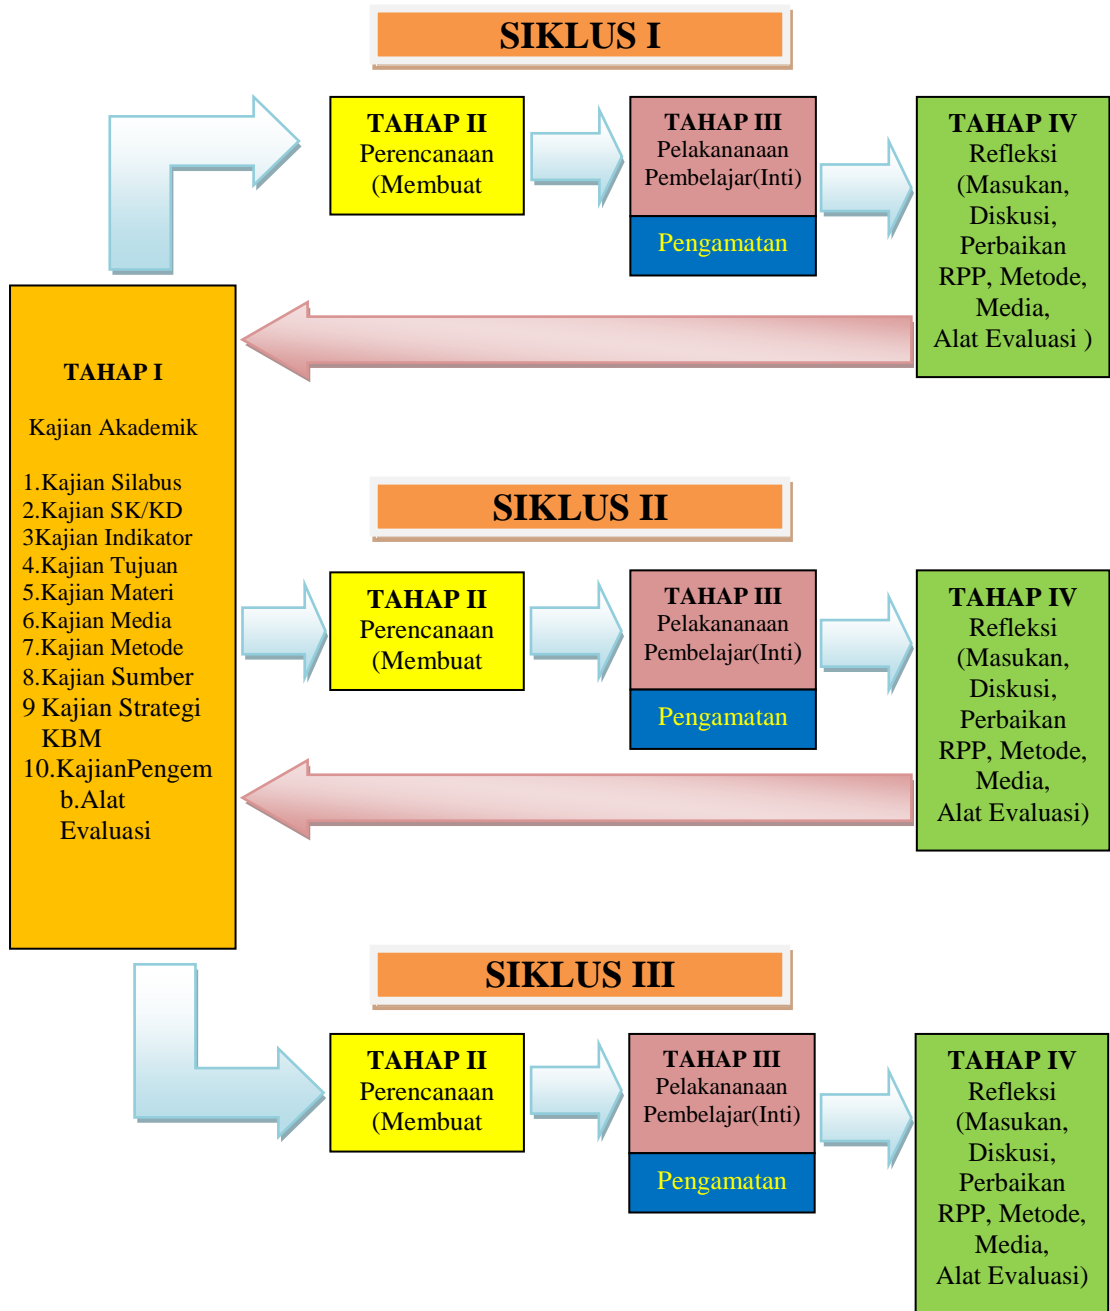 SIKLUS I
TAHAP II
Perencanaan
(Membuat
TAHAP III
Pelakananaan
Pembelajar(Inti)
Pengamatan
TAHAP IV
Refleksi
(Masukan,
Diskusi,
Perbaikan
RPP, Metode,
Media,
Alat Evaluasi )
TAHAP I
Kajian Akademik
1.Kajian Silabus
2.Kajian SK/KD
3Kajian Indikator
4.Kajian Tujuan
5.Kajian Materi
6.Kajian Media
7.Kajian Metode
8.Kajian Sumber
9 Kajian Strategi
KBM
10.KajianPengem
b.Alat
Evaluasi
SIKLUS II
TAHAP II
Perencanaan
(Membuat
TAHAP III
Pelakananaan
Pembelajar(Inti)
Pengamatan
TAHAP IV
Refleksi
(Masukan,
Diskusi,
Perbaikan
RPP, Metode,
Media,
Alat Evaluasi)
SIKLUS III
TAHAP II
Perencanaan
(Membuat
TAHAP III
Pelakananaan
Pembelajar(Inti)
Pengamatan
TAHAP IV
Refleksi
(Masukan,
Diskusi,
Perbaikan
RPP, Metode,
Media,
Alat Evaluasi)